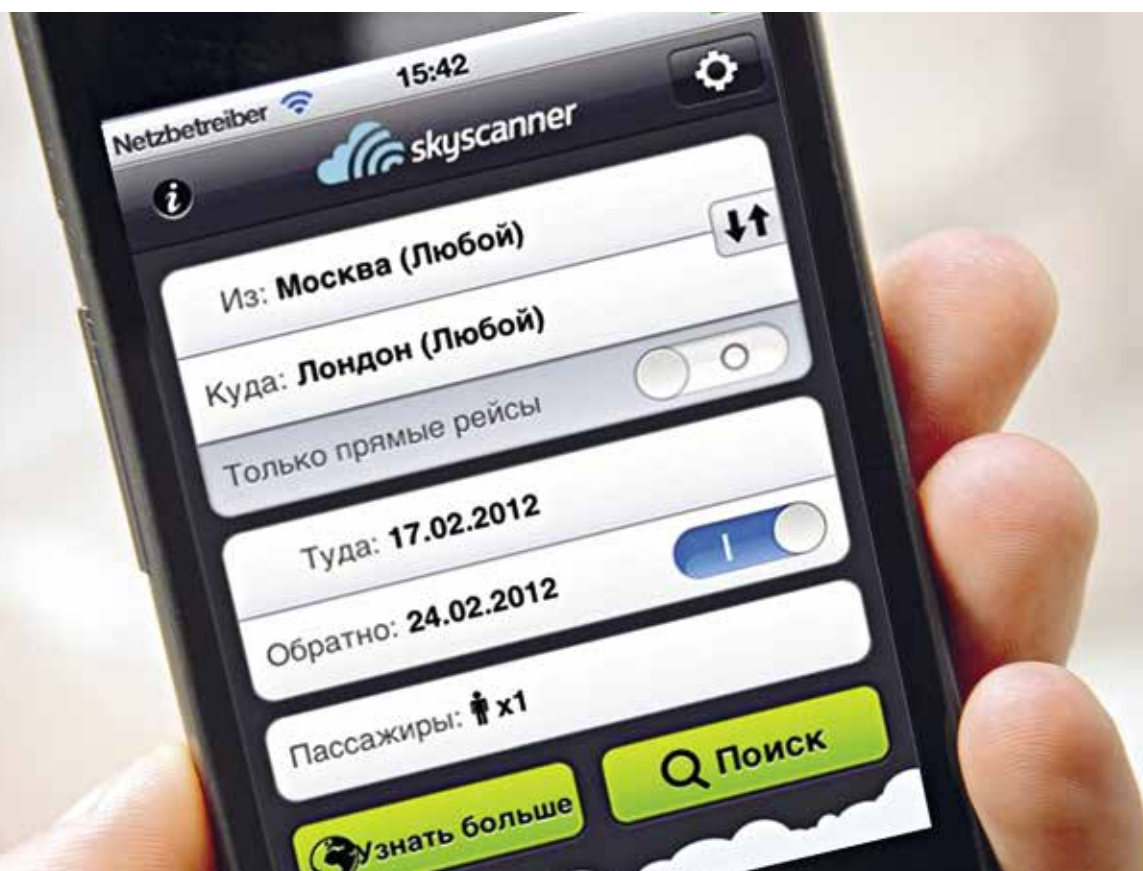 Netzbetreiber 15:42
skyscanner
Из: Москва (Любой)
Куда: Лондон (Любой)
Только прямые рейсы
Туда: 17.02.2012
Обратно: 24.02.2012
Пассажиры: x1
Узнать больше
Поиск